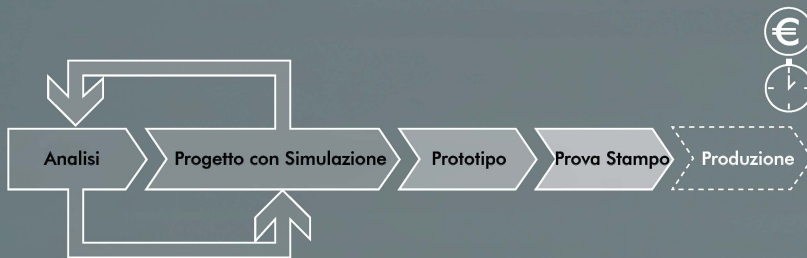 €
Analisi
Progetto con Simulazione
Prototipo
Prova Stampo
Produzione